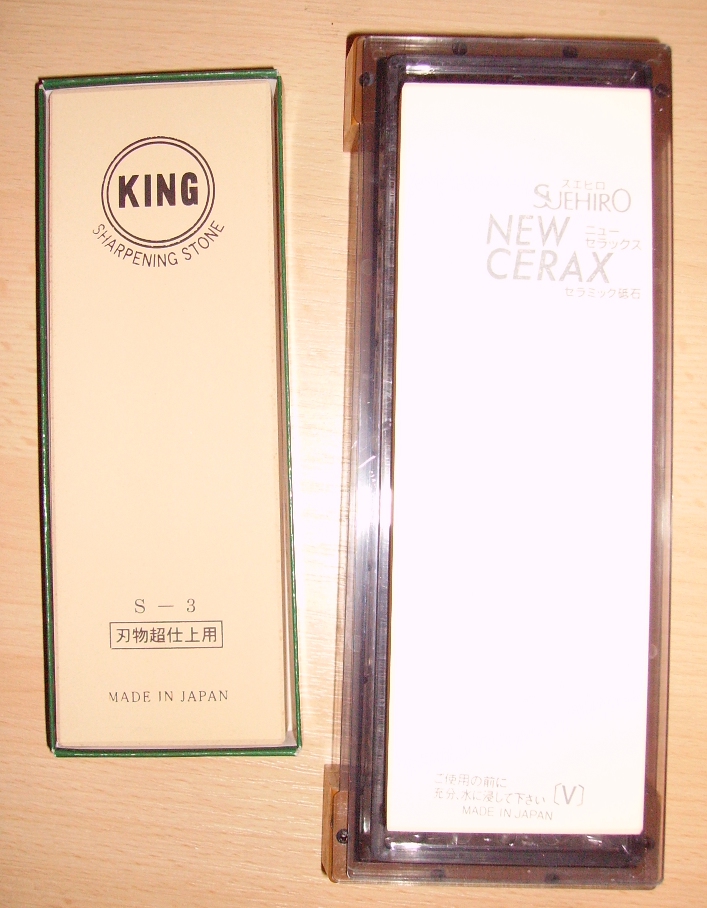 KING
SHARPENING STONE
S — 3
刃物超仕上用
MADE IN JAPAN
スエヒロ
SUEHIRO
NEW ニュー
セラックス
CERAX
セラミック砥石
ご使用の前に
充分、水に浸して下さい [V]
MADE IN JAPAN